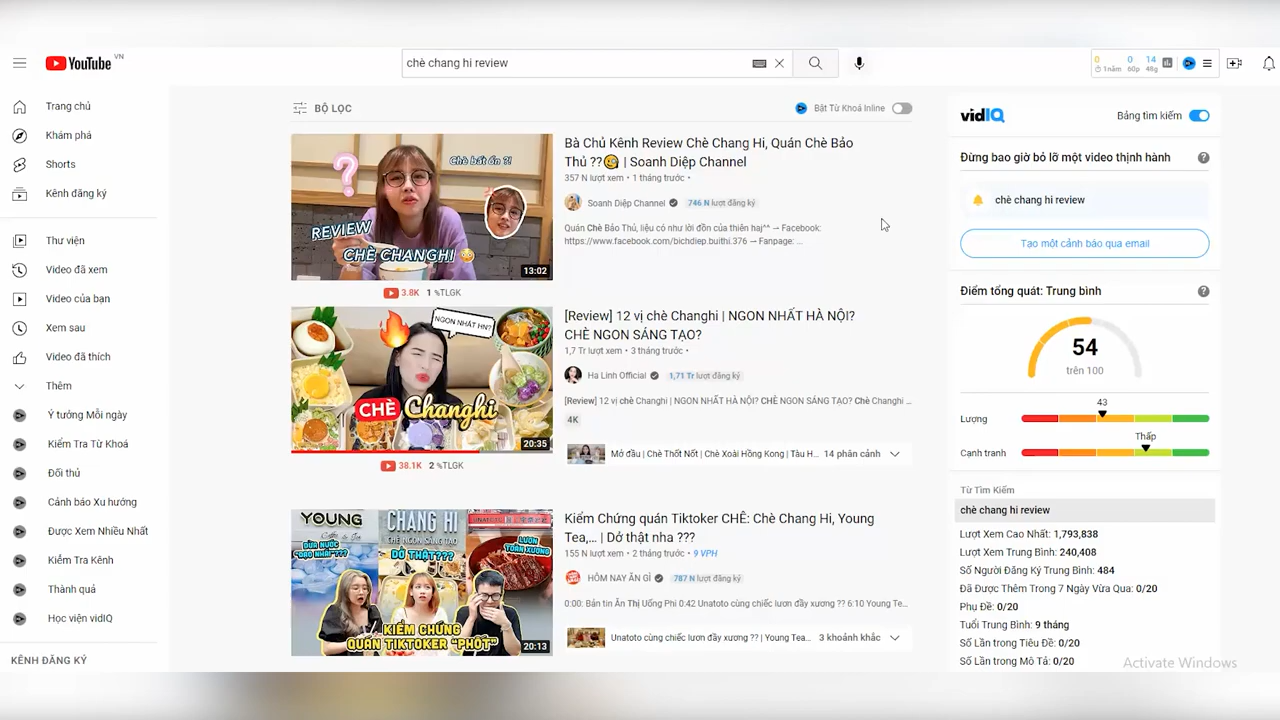 YouTube VN
chè chang hi review
0 0 14
1năm 60p 48g
Trang chủ
Khám phá
Shorts
Kênh đăng ký
Thư viện
Video đã xem
Video của bạn
Xem sau
Video đã thích
Thêm
Ý tưởng Mỗi ngày
Kiểm Tra Từ Khoá
Đối thủ
Cảnh báo Xu hướng
Được Xem Nhiều Nhất
Kiểm Tra Kênh
Thành quả
Học viện vidIQ
KÊNH ĐĂNG KÝ
BỘ LỌC
Bật Từ Khoá Inline
Chè bất ổn ?!
REVIEW
CHÈ CHANGHI
13:02
3.8K 1 %TLGK
Bà Chủ Kênh Review Chè Chang Hi, Quán Chè Bảo
Thủ ??🧐 | Soanh Diệp Channel
357 N lượt xem • 1 tháng trước •
Soanh Diệp Channel 746 N lượt đăng ký
Quán Chè Bảo Thủ, liệu có như lời đồn của thiên hạ^^ → Facebook:
https://www.facebook.com/bichdiep.buithi.376 → Fanpage: ...
NGON NHẤT HN?
CHÈ Changhi
20:35
38.1K 2 %TLGK
[Review] 12 vị chè Changhi | NGON NHẤT HÀ NỘI?
CHÈ NGON SÁNG TẠO?
1,7 Tr lượt xem • 3 tháng trước •
Ha Linh Official 1,71 Tr lượt đăng ký
[Review] 12 vị chè Changhi | NGON NHẤT HÀ NỘI? CHÈ NGON SÁNG TẠO? Chè Changhi ...
4K
Mở đầu | Chè Thốt Nốt | Chè Xoài Hồng Kong | Tàu H... 14 phân cảnh
YOUNG
CHANG HI
CHÈ NGON SÁNG TẠO
DỞ THẬT???
LƯƠN
TOÀN XƯƠNG
KIỂM CHỨNG
QUÁN TIKTOKER "PHỐT"
20:13
Kiểm Chứng quán Tiktoker CHÊ: Chè Chang Hi, Young
Tea,... | Dở thật nha ???
155 N lượt xem • 2 tháng trước • 9 VPH
HÔM NAY ĂN GÌ 787 N lượt đăng ký
0:00: Bản tin Ẩn Thị Uống Phi 0:42 Unatoto cùng chiếc lươn đầy xương ?? 6:10 Young Te...
Unatoto cùng chiếc lươn đầy xương ?? | Young Tea... 3 khoảnh khắc
vidIQ
Bảng tìm kiếm
Đừng bao giờ bỏ lỡ một video thịnh hành
chè chang hi review
Tạo một cảnh báo qua email
Điểm tổng quát: Trung bình
54
trên 100
43
Lượng
Thấp
Cạnh tranh
Từ Tìm Kiếm
chè chang hi review
Lượt Xem Cao Nhất: 1,793,838
Lượt Xem Trung Bình: 240,408
Số Người Đăng Ký Trung Bình: 484
Đã Được Thêm Trong 7 Ngày Vừa Qua: 0/20
Phụ Đề: 0/20
Tuổi Trung Bình: 9 tháng
Số Lần trong Tiêu Đề: 0/20
Số Lần trong Mô Tả: 0/20
Activate Windows